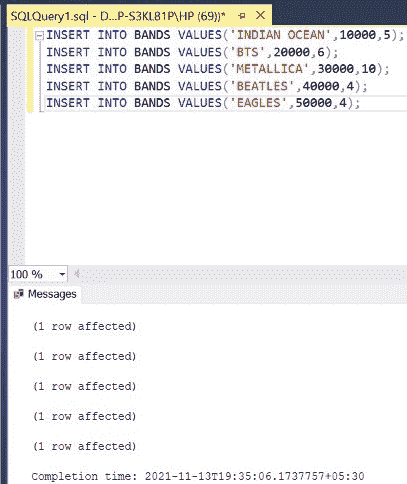 SQLQuery1.sql - D...P-S3KL81P\HP (69))*
INSERT INTO BANDS VALUES('INDIAN OCEAN',10000,5);
INSERT INTO BANDS VALUES('BTS',20000,6);
INSERT INTO BANDS VALUES('METALLICA',30000,10);
INSERT INTO BANDS VALUES('BEATLES',40000,4);
INSERT INTO BANDS VALUES('EAGLES',50000,4);
100 %
Messages
(1 row affected)
(1 row affected)
(1 row affected)
(1 row affected)
(1 row affected)
Completion time: 2021-11-13T19:35:06.1737757+05:30